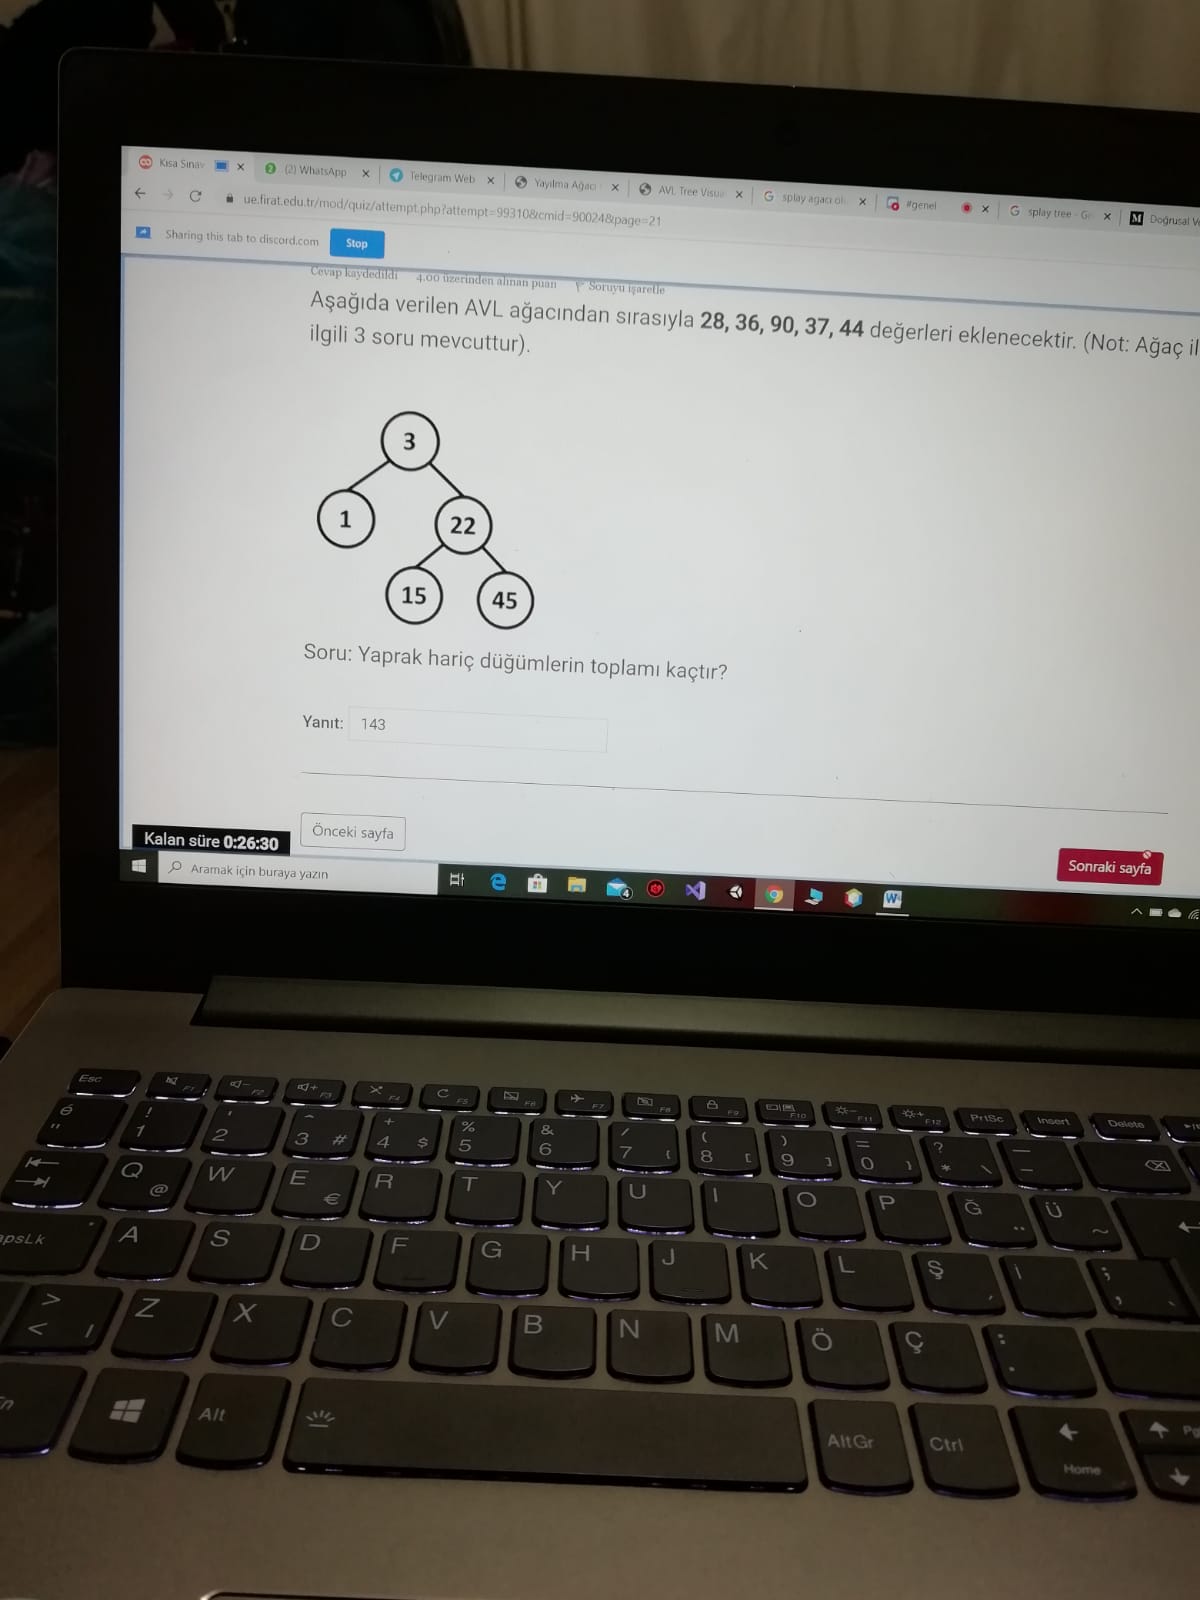 Kısa Sınav
(2) WhatsApp
Telegram Web
Yayılma Ağacı
AVL Tree Visua
splay agacı olu
#genel
splay tree - Go
Doğrusal Ve
ue.firat.edu.tr/mod/quiz/attempt.php?attempt=99310&cmid=90024&page=21
Sharing this tab to discord.com
Stop
Cevap kaydedildi 4.00 üzerinden alınan puan Soruyu işaretle
Aşağıda verilen AVL ağacından sırasıyla 28, 36, 90, 37, 44 değerleri eklenecektir. (Not: Ağaç il
ilgili 3 soru mevcuttur).
3
1
22
15
45
Soru: Yaprak hariç düğümlerin toplamı kaçtır?
Yanıt: 143
Önceki sayfa
Kalan süre 0:26:30
Sonraki sayfa
Aramak için buraya yazın
4
Esc F1 F2 F3 F4 F5 F6 F7 F8 F9 F10 F11 F12 PrtSc Insert Delete
é " ! 1 ' 2 ^ 3 # + 4 $ % 5 & 6 / 7 { ( 8 [ ) 9 ] = 0 } ? * \ _ -
Q @ W E € R T Y U I O P Ğ ¨ Ü ~
apsLk A S D F G H J K L Ş ´ İ ; , `
> < | Z X C V B N M Ö Ç : .
Fn Alt AltGr Ctrl Home